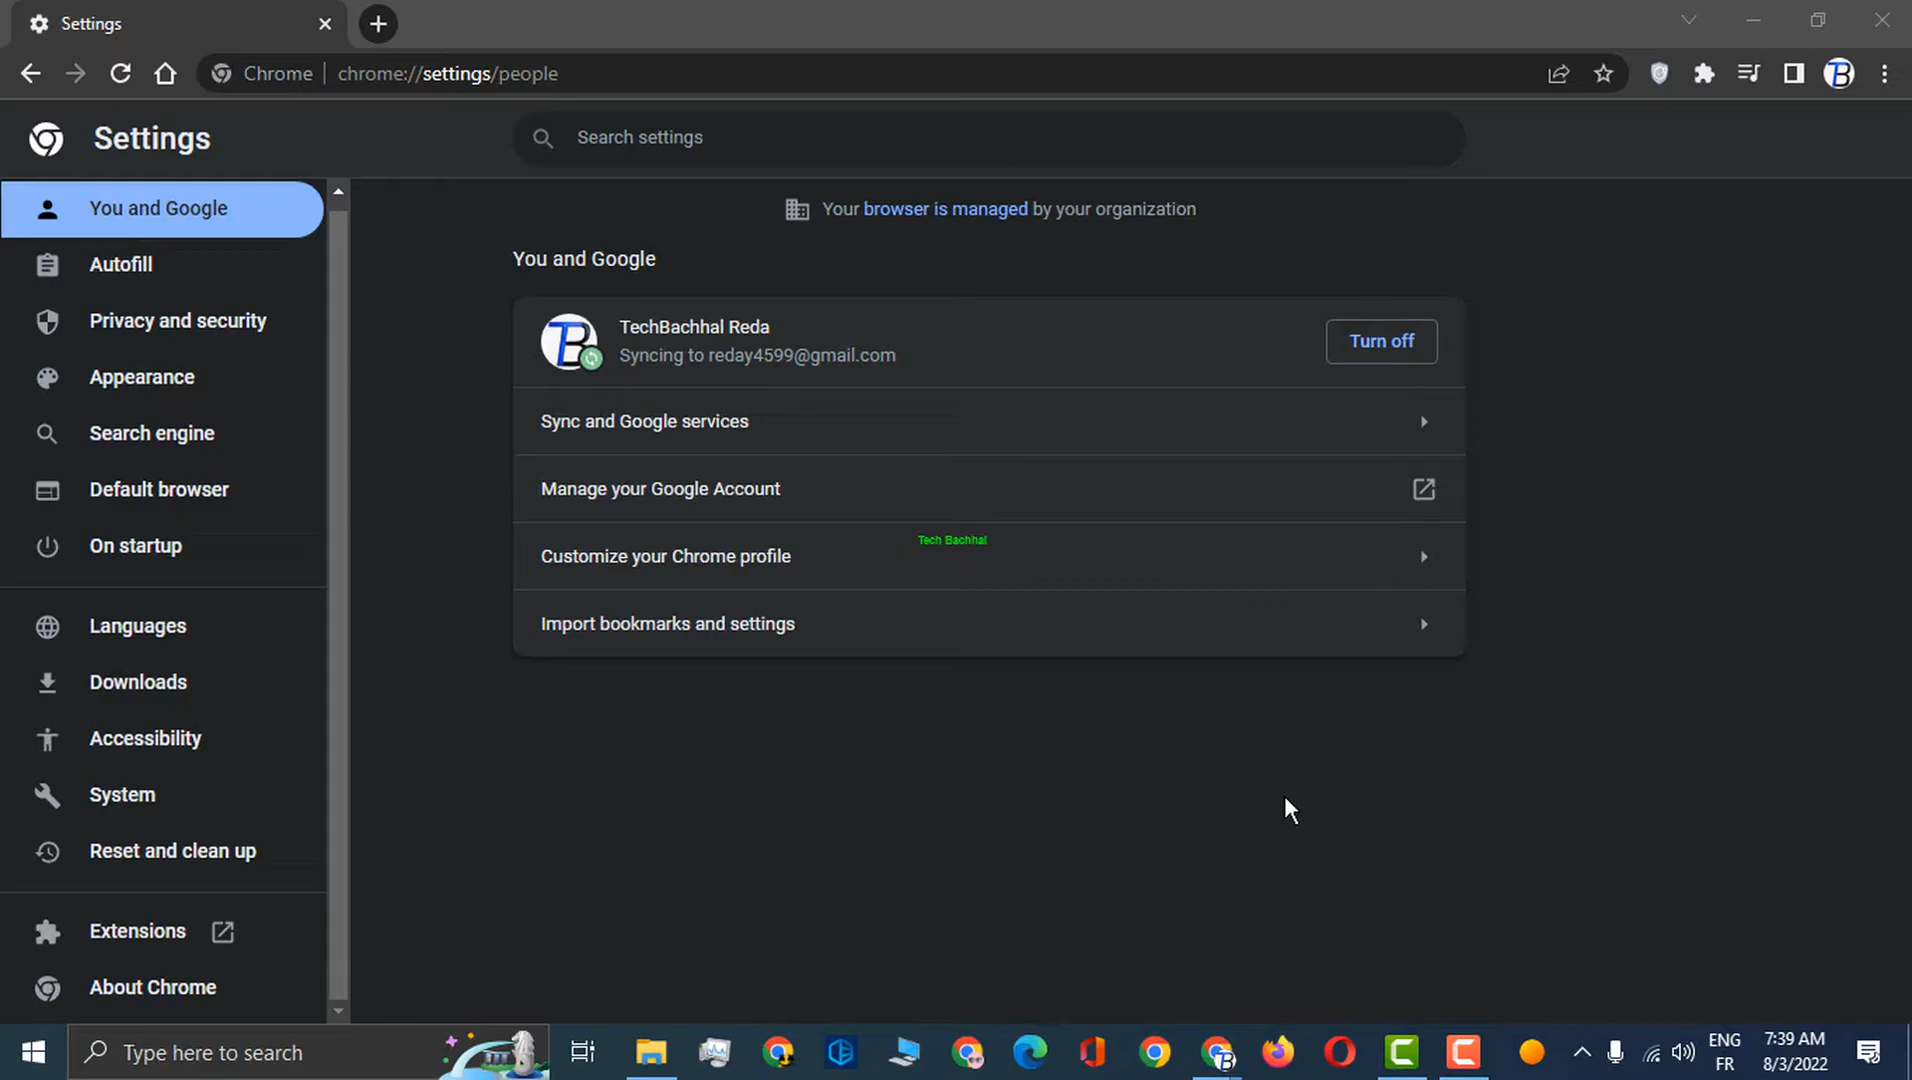 Settings
Chrome
chrome://settings/people
Settings
Search settings
You and Google
Autofill
Privacy and security
Appearance
Search engine
Default browser
On startup
Languages
Downloads
Accessibility
System
Reset and clean up
Extensions
About Chrome
Your browser is managed by your organization
You and Google
TechBachhal Reda
Syncing to reday4599@gmail.com
Turn off
Sync and Google services
Manage your Google Account
Tech Bachhal
Customize your Chrome profile
Import bookmarks and settings
Type here to search
ENG
FR
7:39 AM
8/3/2022